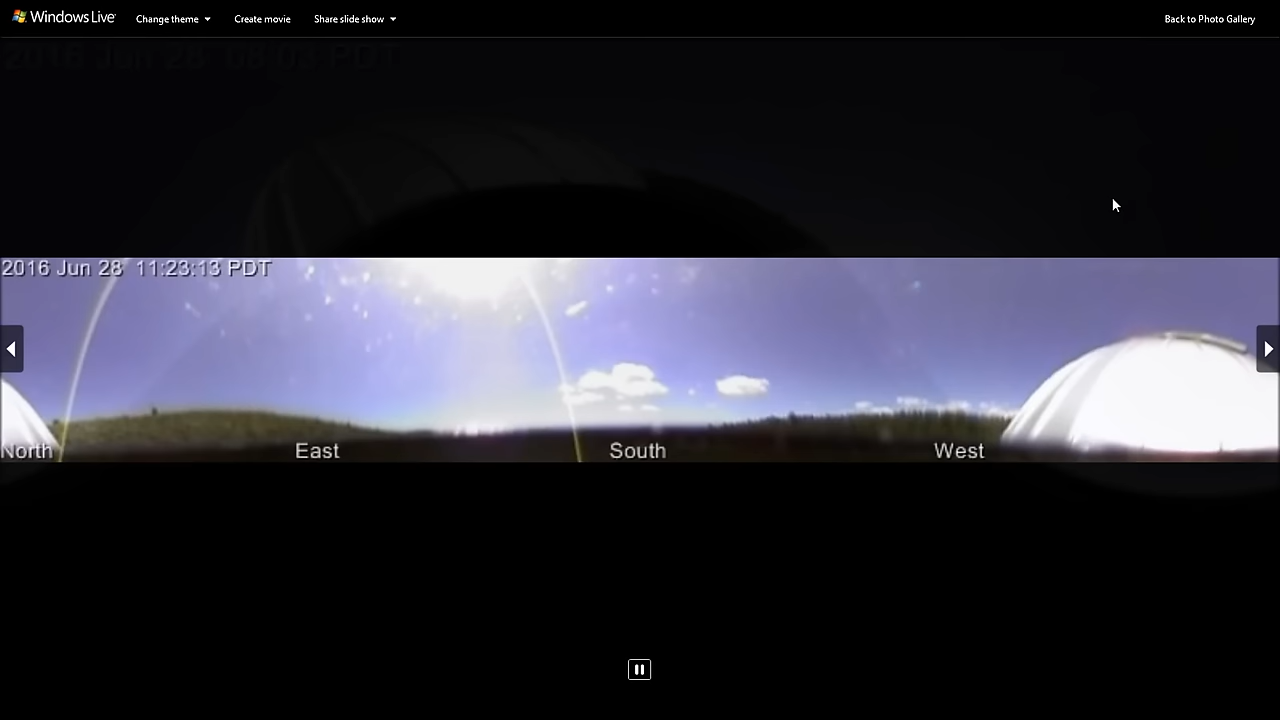 Windows Live Change theme Create movie Share slide show Back to Photo Gallery
2016 Jun 28 11:23:13 PDT
North East South West